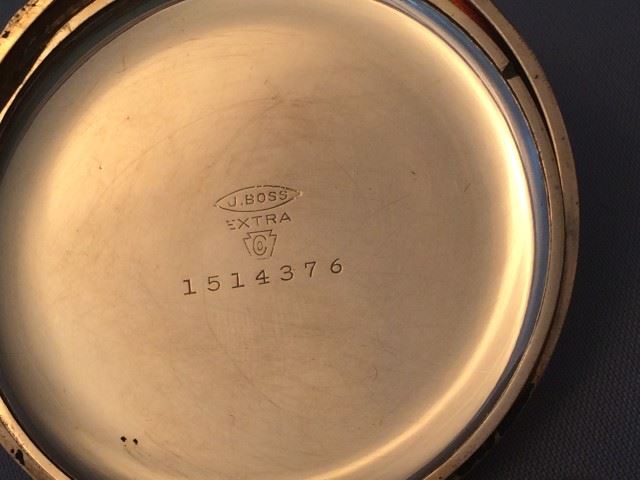 J. BOSS
EXTRA
C
1514376